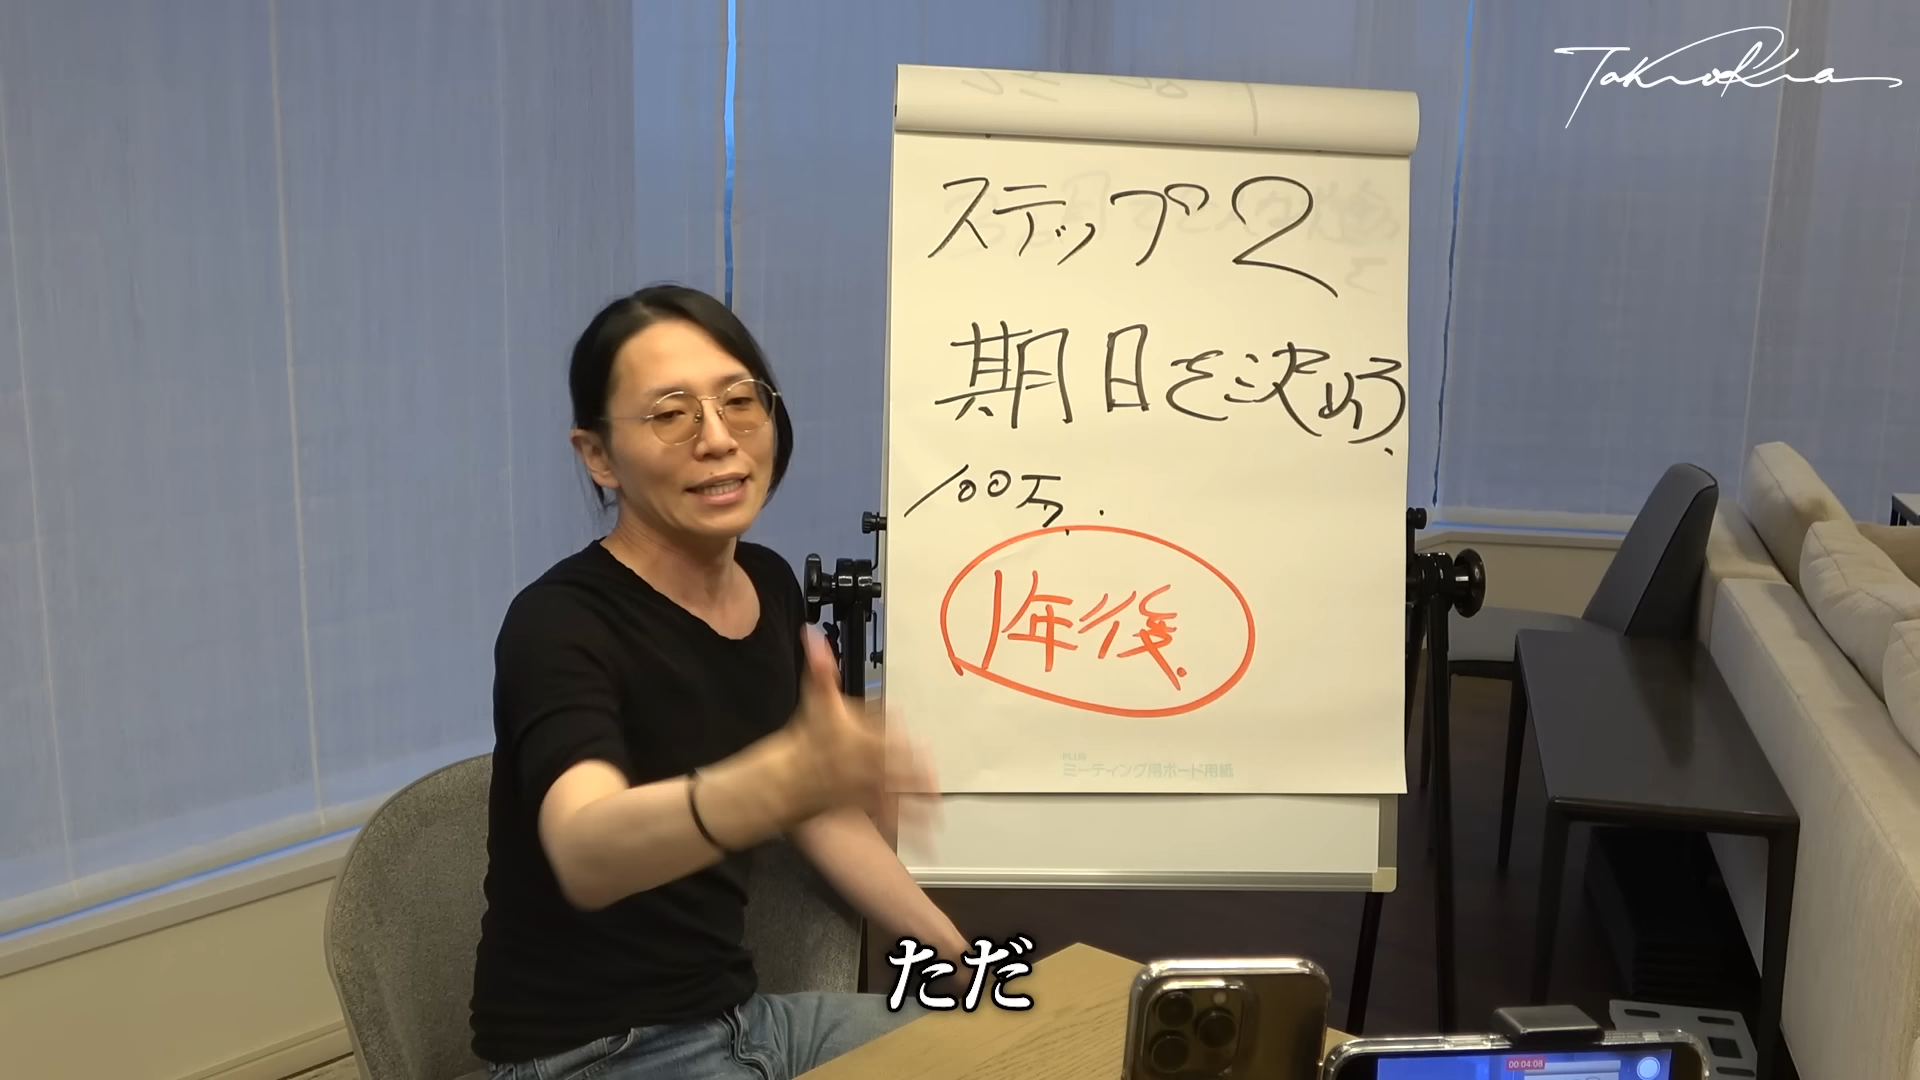 ステップ2
期日を決める.
100万.
1年後.
PLUS
ミーティング用ボード用紙
ただ
00:04:08